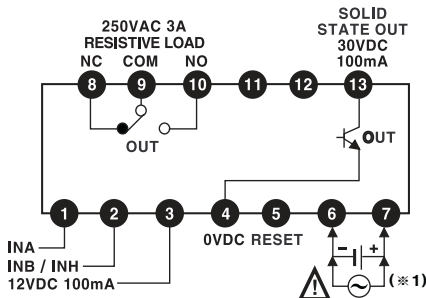 250VAC 3A
RESISTIVE LOAD
NC COM NO
SOLID
STATE OUT
30VDC
100mA
8 9 10 11 12 13
OUT
OUT
1 2 3 4 5 6 7
INA
INB / INH
12VDC 100mA
0VDC RESET
- +
(※1)